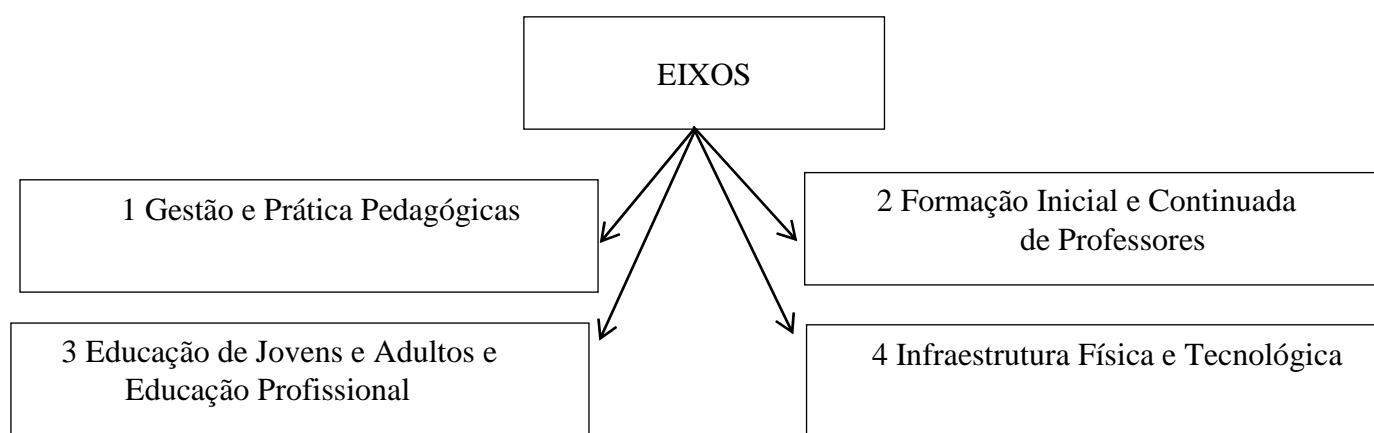 EIXOS
1 Gestão e Prática Pedagógicas
2 Formação Inicial e Continuada
de Professores
3 Educação de Jovens e Adultos e
Educação Profissional
4 Infraestrutura Física e Tecnológica